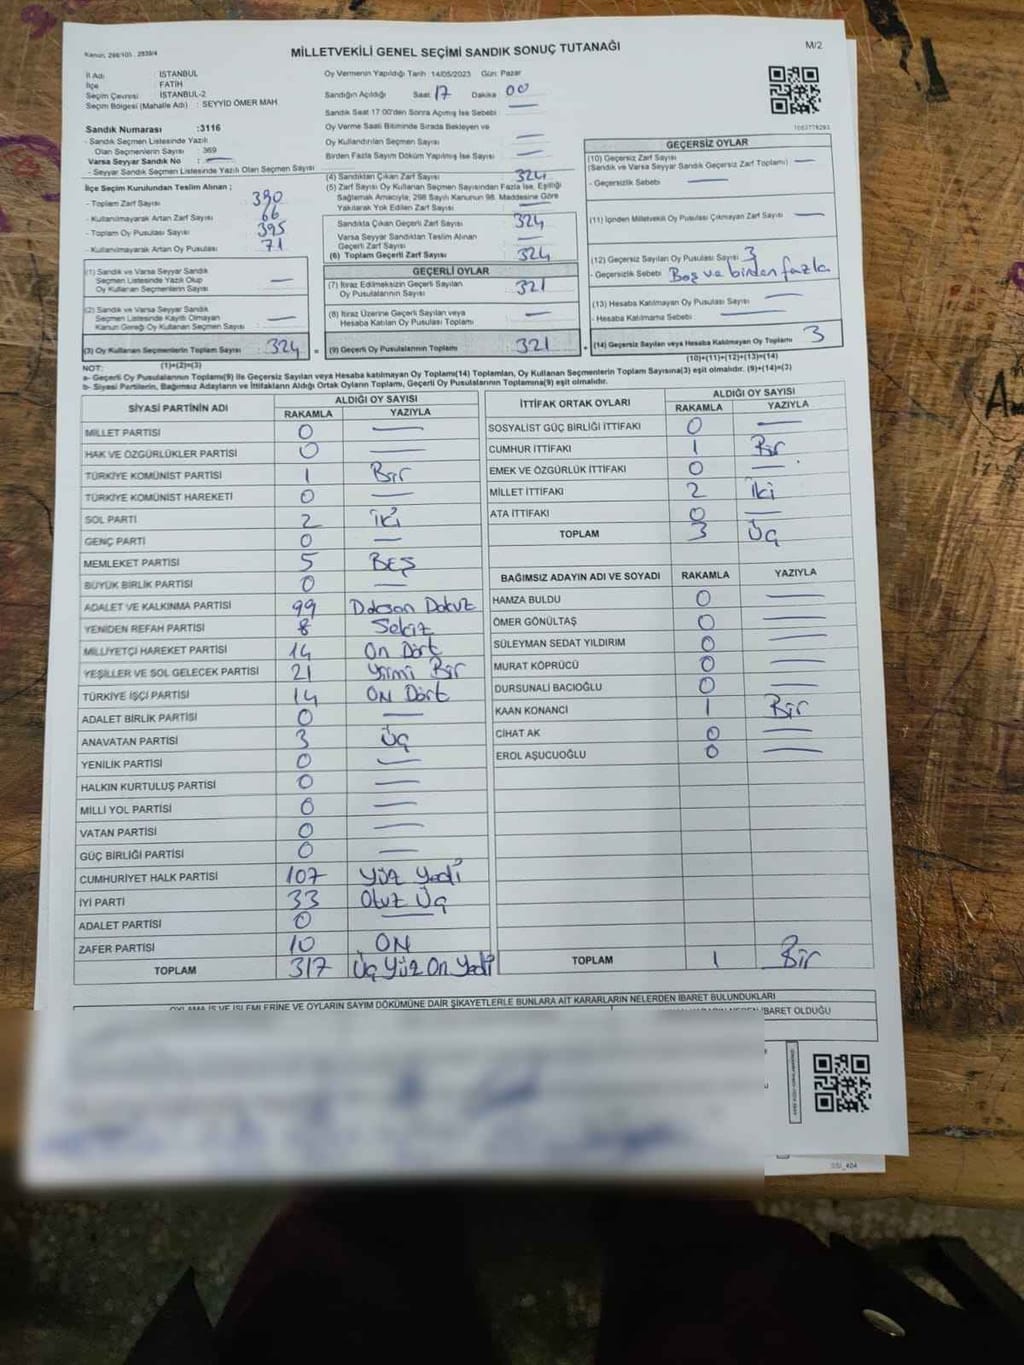 Kanun, 298/105 , 2839/4
MİLLETVEKİLİ GENEL SEÇİMİ SANDIK SONUÇ TUTANAĞI
M/2
İl Adı : İSTANBUL
İlçe : FATİH
Seçim Çevresi : İSTANBUL-2
Seçim Bölgesi (Mahalle Adı) : SEYYİD ÖMER MAH
Sandık Numarası :3116
- Sandık Seçmen Listesinde Yazılı
Olan Seçmenlerin Sayısı : 369
Varsa Seyyar Sandık No : —
- Seyyar Sandık Seçmen Listesinde Yazılı Olan Seçmen Sayısı
İlçe Seçim Kurulundan Teslim Alınan ;
- Toplam Zarf Sayısı 390
- Kullanılmayarak Artan Zarf Sayısı 66
- Toplam Oy Pusulası Sayısı 395
- Kullanılmayarak Artan Oy Pusulası 71
(1) Sandık ve Varsa Seyyar Sandık
Seçmen Listesinde Yazılı Olup
Oy Kullanan Seçmenlerin Sayısı —
(2) Sandık ve Varsa Seyyar Sandık
Seçmen Listesinde Kayıtlı Olmayan
Kanun Gereği Oy Kullanan Seçmen Sayısı —
(3) Oy Kullanan Seçmenlerin Toplam Sayısı 324 =
Oy Vermenin Yapıldığı Tarih 14/05/2023 Gün: Pazar
Sandığın Açıldığı Saat 17 Dakika 00
Sandık Saat 17:00'den Sonra Açılmış İse Sebebi —
Oy Verme Saati Bitiminde Sırada Bekleyen ve
Oy Kullandırılan Seçmen Sayısı —
Birden Fazla Sayım Döküm Yapılmış İse Sayısı —
(4) Sandıktan Çıkan Zarf Sayısı 324
(5) Zarf Sayısı Oy Kullanan Seçmen Sayısından Fazla İse, Eşitliği
Sağlamak Amacıyla; 298 Sayılı Kanunun 98. Maddesine Göre
Yakılarak Yok Edilen Zarf Sayısı —
Sandıkta Çıkan Geçerli Zarf Sayısı 324
Varsa Seyyar Sandıktan Teslim Alınan
Geçerli Zarf Sayısı —
(6) Toplam Geçerli Zarf Sayısı 324
GEÇERLİ OYLAR
(7) İtiraz Edilmeksizin Geçerli Sayılan
Oy Pusulalarının Sayısı 321
(8) İtiraz Üzerine Geçerli Sayılan veya
Hesaba Katılan Oy Pusulası Toplamı —
(9) Geçerli Oy Pusulalarının Toplamı 321 +
1063778293
GEÇERSİZ OYLAR
(10) Geçersiz Zarf Sayısı
(Sandık ve Varsa Seyyar Sandık Geçersiz Zarf Toplamı) —
- Geçersizlik Sebebi —
(11) İçinden Milletvekili Oy Pusulası Çıkmayan Zarf Sayısı —
(12) Geçersiz Sayılan Oy Pusulası Sayısı 3
- Geçersizlik Sebebi Boş ve birden fazla
(13) Hesaba Katılmayan Oy Pusulası Sayısı —
- Hesaba Katılmama Sebebi —
(14) Geçersiz Sayılan veya Hesaba Katılmayan Oy Toplamı 3
NOT: (1)+(2)=(3) (10)+(11)+(12)+(13)=(14)
a- Geçerli Oy Pusulalarının Toplamı(9) ile Geçersiz Sayılan veya Hesaba katılmayan Oy Toplamı(14) Toplamları, Oy Kullanan Seçmenlerin Toplam Sayısına(3) eşit olmalıdır. (9)+(14)=(3)
b- Siyasi Partilerin, Bağımsız Adayların ve İttifakların Aldığı Ortak Oyların Toplamı, Geçerli Oy Pusulalarının Toplamına(9) eşit olmalıdır.
SİYASİ PARTİNİN ADI ALDIĞI OY SAYISI
RAKAMLA YAZIYLA
MİLLET PARTİSİ 0 —
HAK VE ÖZGÜRLÜKLER PARTİSİ 0 —
TÜRKİYE KOMÜNİST PARTİSİ 1 Bir
TÜRKİYE KOMÜNİST HAREKETİ 0 —
SOL PARTİ 2 İki
GENÇ PARTİ 0 —
MEMLEKET PARTİSİ 5 BEŞ
BÜYÜK BİRLİK PARTİSİ 0 —
ADALET VE KALKINMA PARTİSİ 99 Doksan Dokuz
YENİDEN REFAH PARTİSİ 8 Sekiz
MİLLİYETÇİ HAREKET PARTİSİ 14 On Dört
YEŞİLLER VE SOL GELECEK PARTİSİ 21 Yirmi Bir
TÜRKİYE İŞÇİ PARTİSİ 14 ON Dört
ADALET BİRLİK PARTİSİ 0 —
ANAVATAN PARTİSİ 3 Üç
YENİLİK PARTİSİ 0 —
HALKIN KURTULUŞ PARTİSİ 0 —
MİLLİ YOL PARTİSİ 0 —
VATAN PARTİSİ 0 —
GÜÇ BİRLİĞİ PARTİSİ 0 —
CUMHURİYET HALK PARTİSİ 107 Yüz Yedi
İYİ PARTİ 33 Otuz Üç
ADALET PARTİSİ 0 —
ZAFER PARTİSİ 10 ON
TOPLAM 317 Üç Yüz On Yedi
İTTİFAK ORTAK OYLARI ALDIĞI OY SAYISI
RAKAMLA YAZIYLA
SOSYALİST GÜÇ BİRLİĞİ İTTİFAKI 0 —
CUMHUR İTTİFAKI 1 Bir
EMEK VE ÖZGÜRLÜK İTTİFAKI 0 —
MİLLET İTTİFAKI 2 İki
ATA İTTİFAKI 0 —
TOPLAM 3 Üç
BAĞIMSIZ ADAYIN ADI VE SOYADI RAKAMLA YAZIYLA
HAMZA BULDU 0 —
ÖMER GÖNÜLTAŞ 0 —
SÜLEYMAN SEDAT YILDIRIM 0
MURAT KÖPRÜCÜ 0 —
DURSUNALİ BACIOĞLU 0 —
KAAN KONANCI 1 Bir
CİHAT AK 0 —
EROL AŞUCUOĞLU 0 —
TOPLAM 1 Bir
OYLAMA İŞ VE İŞLEMLERİNE VE OYLARIN SAYIM DÖKÜMÜNE DAİR ŞİKAYETLERLE BUNLARA AİT KARARLARIN NELERDEN İBARET BULUNDUKLARI
İBARET OLDUĞU